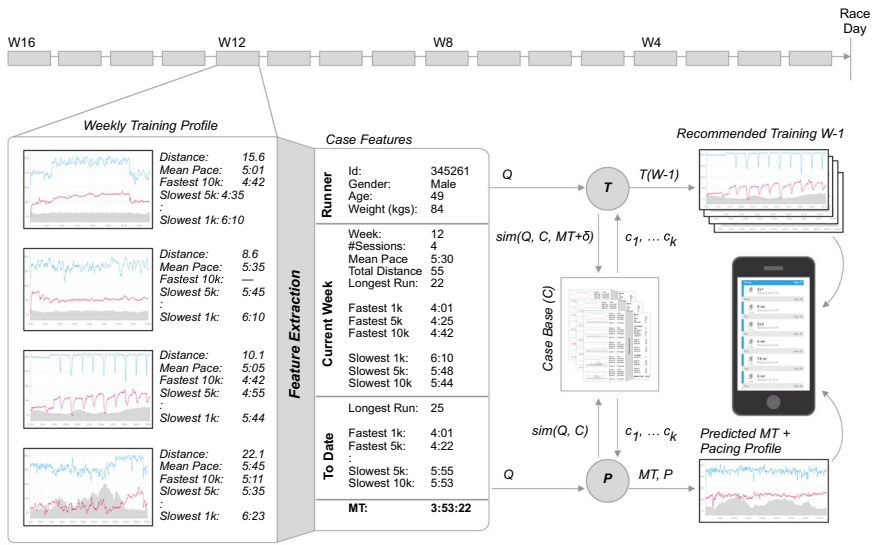 Race
Day
W16
W12
W8
W4
Weekly Training Profile
Distance: 15.6
Mean Pace: 5:01
Fastest 10k: 4:42
Slowest 5k: 4:35
:
Slowest 1k: 6:10
Distance: 8.6
Mean Pace: 5:35
Fastest 10k: —
Slowest 5k: 5:45
:
Slowest 1k: 6:10
Distance: 10.1
Mean Pace: 5:05
Fastest 10k: 4:42
Slowest 5k: 4:55
:
Slowest 1k: 5:44
Distance: 22.1
Mean Pace: 5:45
Fastest 10k: 5:11
Slowest 5k: 5:35
:
Slowest 1k: 6:23
Feature Extraction
Case Features
Runner
Id: 345261
Gender: Male
Age: 49
Weight (kgs): 84
Current Week
Week: 12
#Sessions: 4
Mean Pace 5:30
Total Distance 55
Longest Run: 22
Fastest 1k 4:01
Fastest 5k 4:25
Fastest 10k 4:42
Slowest 1k: 6:10
Slowest 5k: 5:48
Slowest 10k 5:44
To Date
Longest Run: 25
Fastest 1k: 4:01
Fastest 5k: 4:22
:
Slowest 5k: 5:55
Slowest 10k: 5:53
MT: 3:53:22
Q
T
T(W-1)
sim(Q, C, MT+δ)
c1, … ck
Case Base (C)
sim(Q, C)
c1, … ck
Q
P
MT, P
Recommended Training W-1
Predicted MT +
Pacing Profile